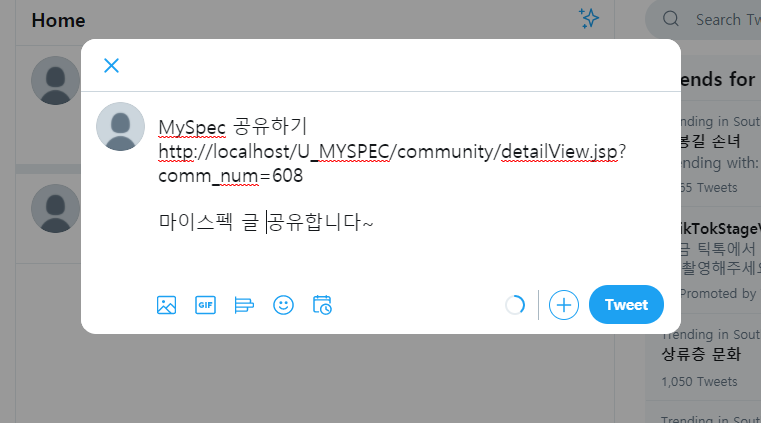 Home
Search Tw
MySpec 공유하기
http://localhost/U_MYSPEC/community/detailView.jsp?
comm_num=608
마이스펙 글 공유합니다~
GIF
Tweet
ends for
ending in Sout
봉길 손녀
ending with:
65 Tweets
ikTokStageV
금 틱톡에서
촬영해주세요
Promoted by
Trending in Sout
상류층 문화
1,050 Tweets
Trending in Sout